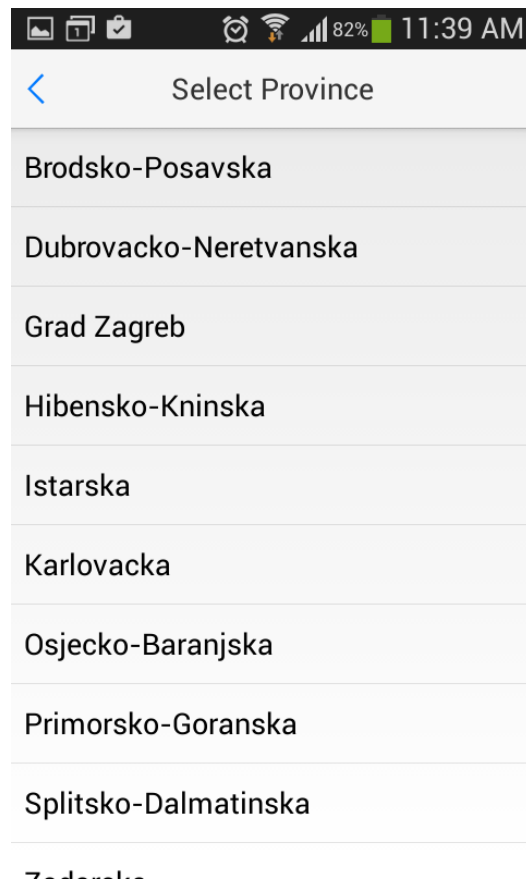 82% 11:39 AM
Select Province
Brodsko-Posavska
Dubrovacko-Neretvanska
Grad Zagreb
Hibensko-Kninska
Istarska
Karlovacka
Osjecko-Baranjska
Primorsko-Goranska
Splitsko-Dalmatinska